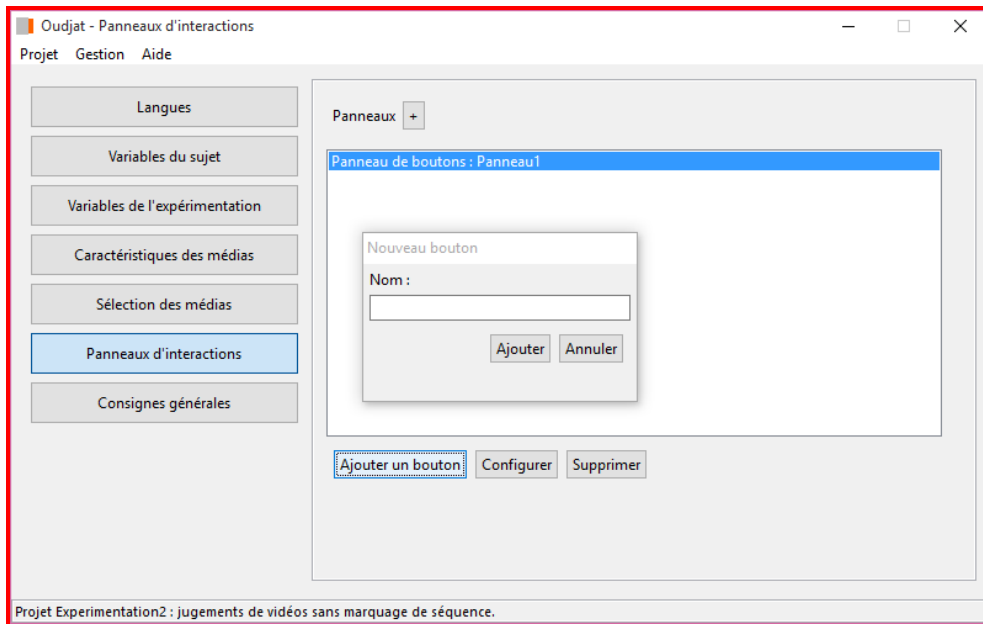 Oudjat - Panneaux d'interactions
Projet Gestion Aide
Langues
Variables du sujet
Variables de l'expérimentation
Caractéristiques des médias
Sélection des médias
Panneaux d'interactions
Consignes générales
Panneaux +
Panneau de boutons : Panneau1
Nouveau bouton
Nom :
Ajouter Annuler
Ajouter un bouton Configurer Supprimer
Projet Experimentation2 : jugements de vidéos sans marquage de séquence.